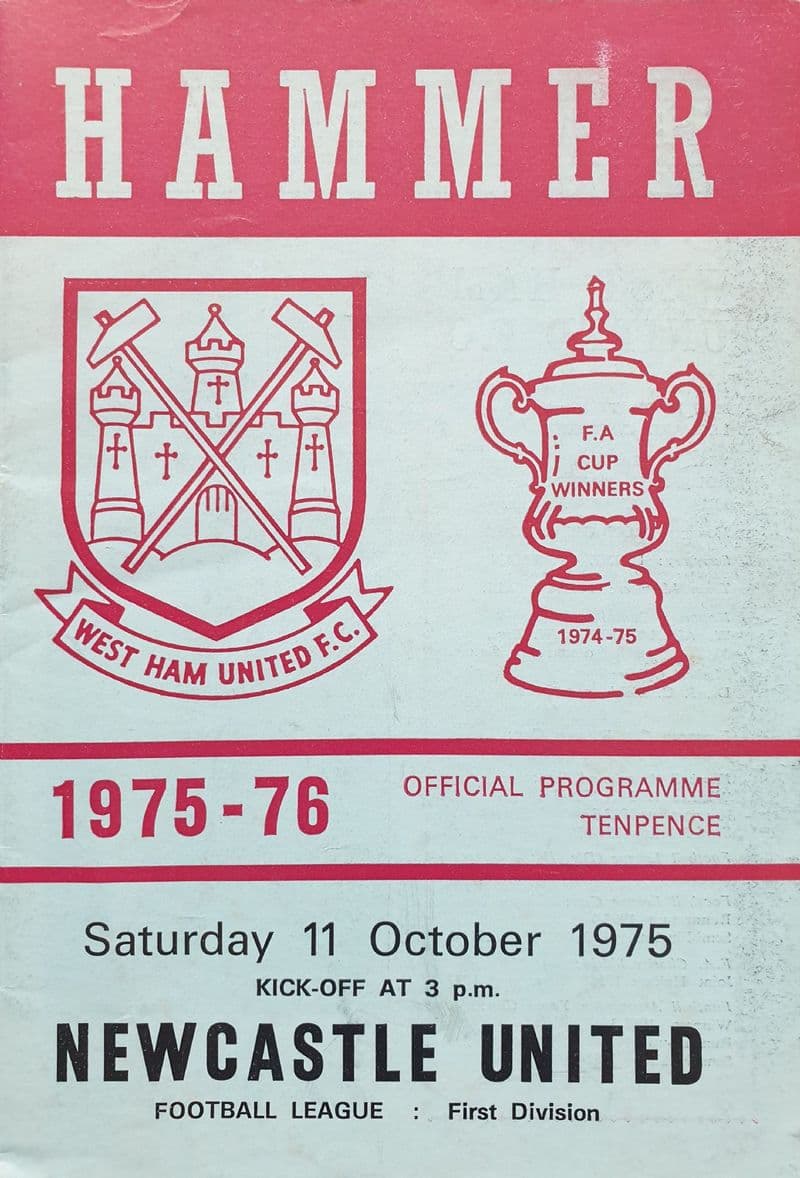 HAMMER
WEST HAM UNITED F.C.
F.A
CUP
WINNERS
1974-75
1975-76
OFFICIAL PROGRAMME
TENPENCE
Saturday 11 October 1975
KICK-OFF AT 3 p.m.
NEWCASTLE UNITED
FOOTBALL LEAGUE : First Division